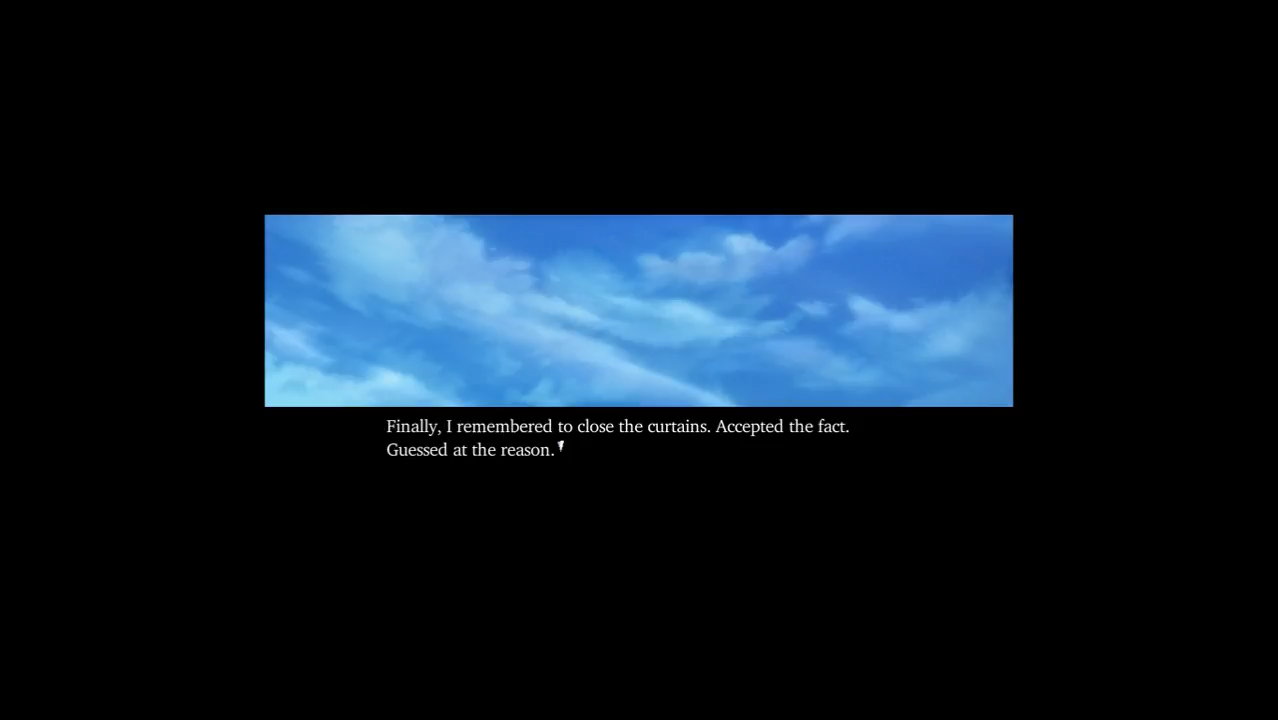 Finally, I remembered to close the curtains. Accepted the fact.
Guessed at the reason.